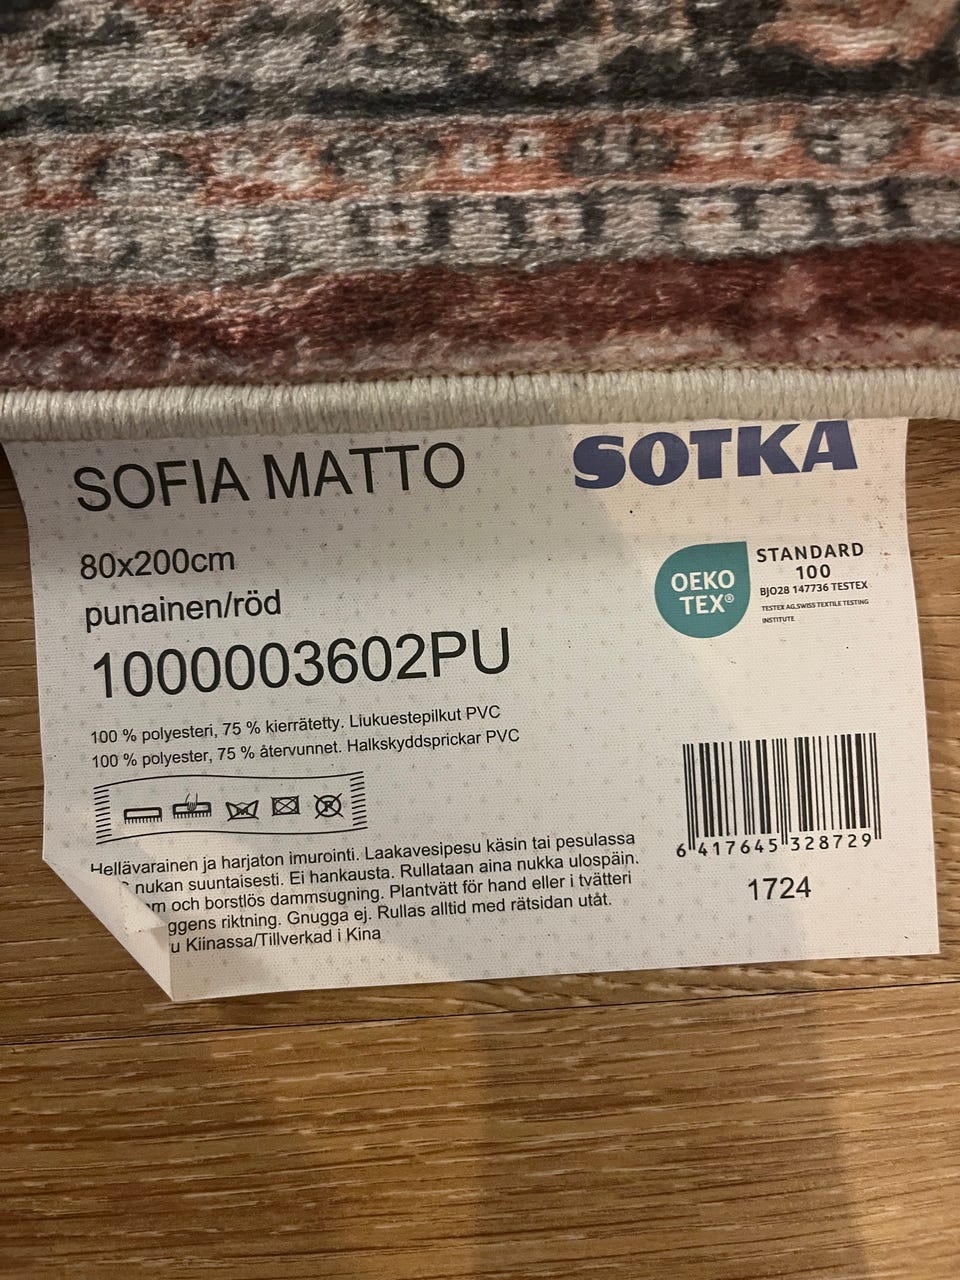 SOFIA MATTO
SOTKA
80x200cm
punainen/röd
1000003602PU
OEKO
TEX®
STANDARD
100
BJ028 147736 TESTEX
TESTEX AG,SWISS TEXTILE TESTING
INSTITUTE
100 % polyesteri, 75 % kierrätetty. Liukuestepilkut PVC
100 % polyester, 75 % återvunnet. Halkskyddsprickar PVC
Hellävarainen ja harjaton imurointi. Laakavesipesu käsin tai pesulassa
nukan suuntaisesti. Ei hankausta. Rullataan aina nukka ulospäin.
och borstlös dammsugning. Plantvätt för hand eller i tvätteri
riktning. Gnugga ej. Rullas alltid med rätsidan utåt.
Kiinassa/Tillverkad i Kina
6 417645 328729
1724